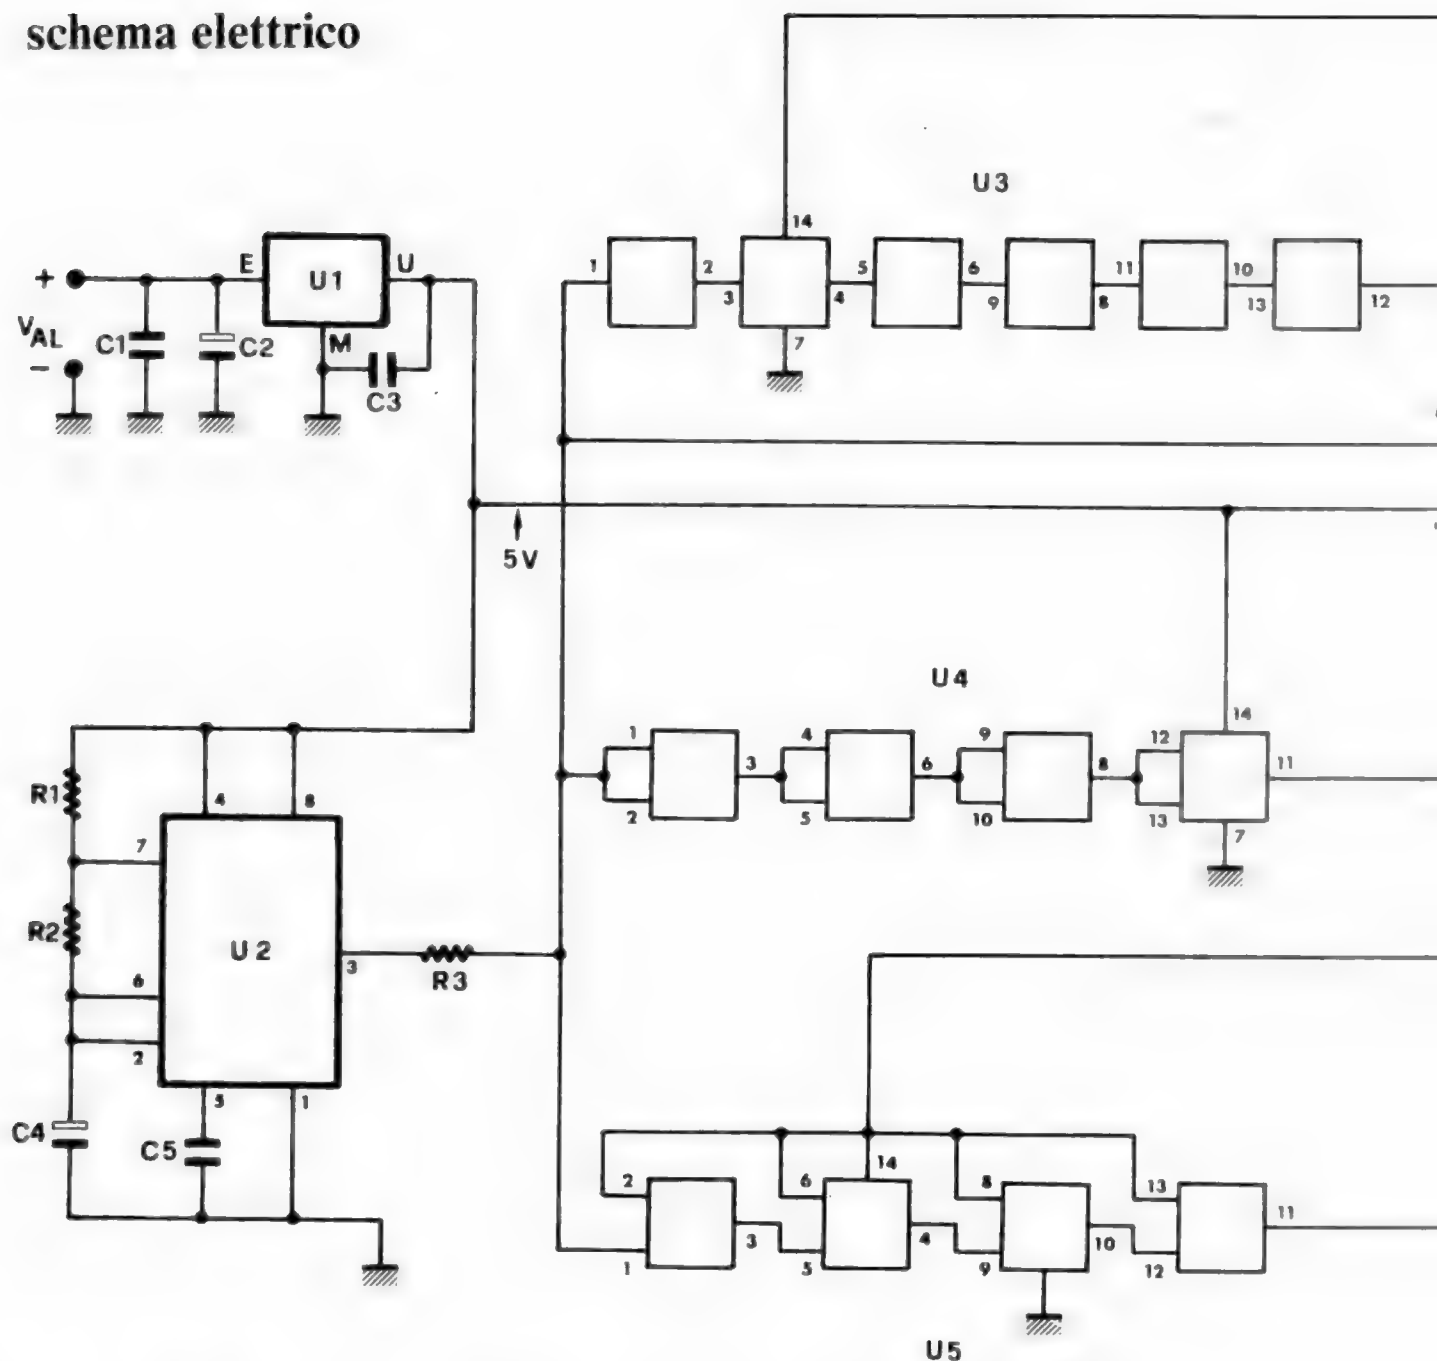 schema elettrico
U3
14
1 2 3 4 5 6 9 11 8 10 13 12
7
E U1 U
+
VAL
−
C1 C2 M
C3
5V
U4
14
1 3 4 6 9 8 12 11
2 5 10 13 7
R1
4 8
7
R2
U2
6
3
R3
2
5 1
C4
C5
14
2 6 8 13
3 4 10 11
1 5 9 12
U5